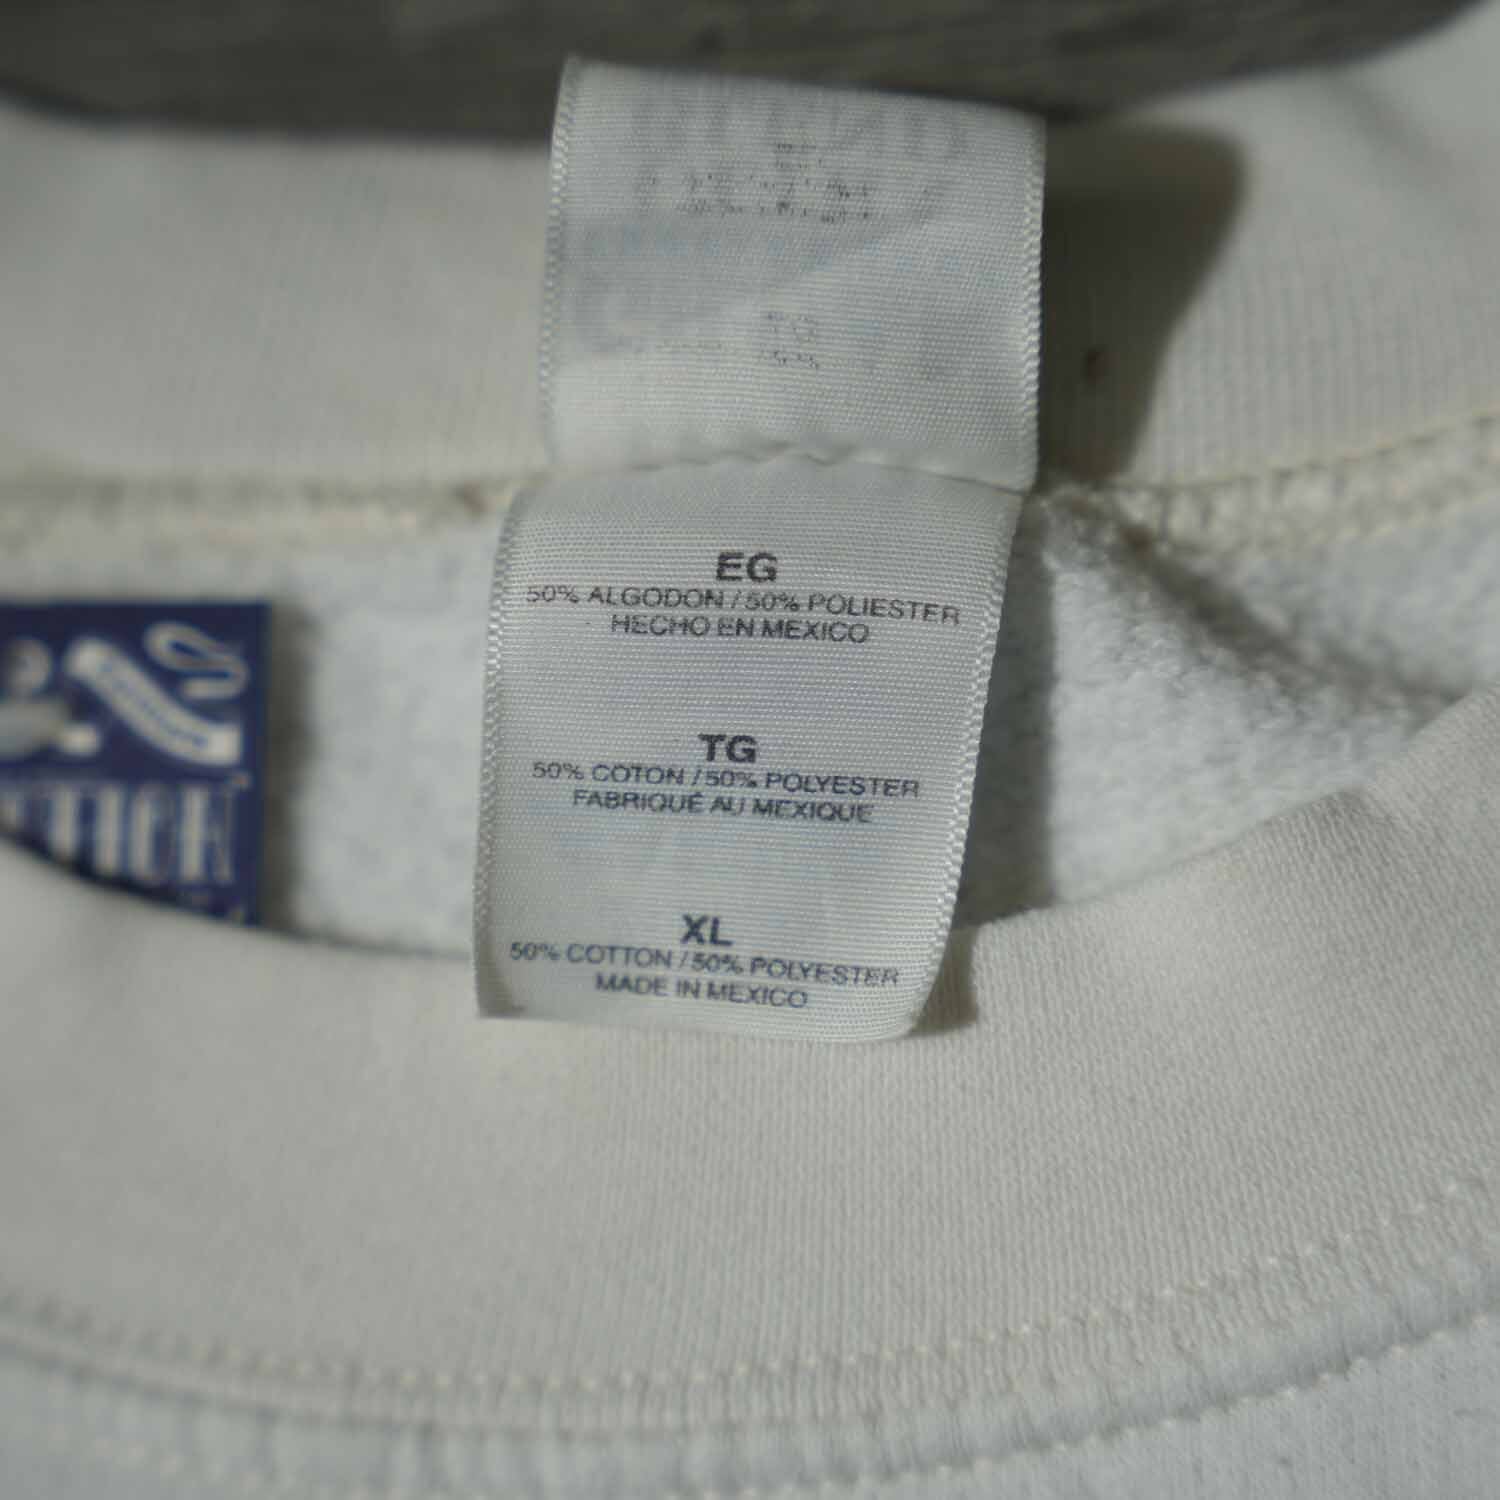 EG
50% ALGODON / 50% POLIESTER
HECHO EN MEXICO
TG
50% COTON / 50% POLYESTER
FABRIQUÉ AU MEXIQUE
XL
50% COTTON / 50% POLYESTER
MADE IN MEXICO